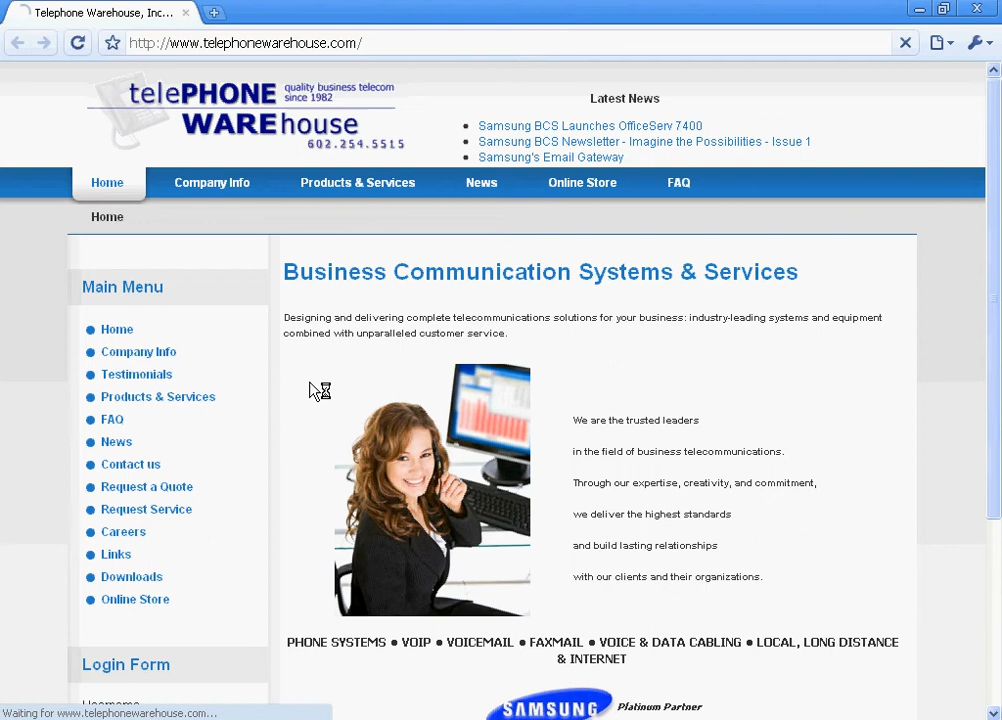 Telephone Warehouse, Inc...
http://www.telephonewarehouse.com/
telePHONE
WAREhouse
quality business telecom
since 1982
602.254.5515
Latest News
Samsung BCS Launches OfficeServ 7400
Samsung BCS Newsletter - Imagine the Possibilities - Issue 1
Samsung's Email Gateway
Home Company Info Products & Services News Online Store FAQ
Home
Main Menu
Home
Company Info
Testimonials
Products & Services
FAQ
News
Contact us
Request a Quote
Request Service
Careers
Links
Downloads
Online Store
Login Form
Username
Business Communication Systems & Services
Designing and delivering complete telecommunications solutions for your business: industry-leading systems and equipment
combined with unparalleled customer service.
We are the trusted leaders
in the field of business telecommunications.
Through our expertise, creativity, and commitment,
we deliver the highest standards
and build lasting relationships
with our clients and their organizations.
PHONE SYSTEMS ● VOIP ● VOICEMAIL ● FAXMAIL ● VOICE & DATA CABLING ● LOCAL, LONG DISTANCE
& INTERNET
SAMSUNG Platinum Partner
Waiting for www.telephonewarehouse.com...